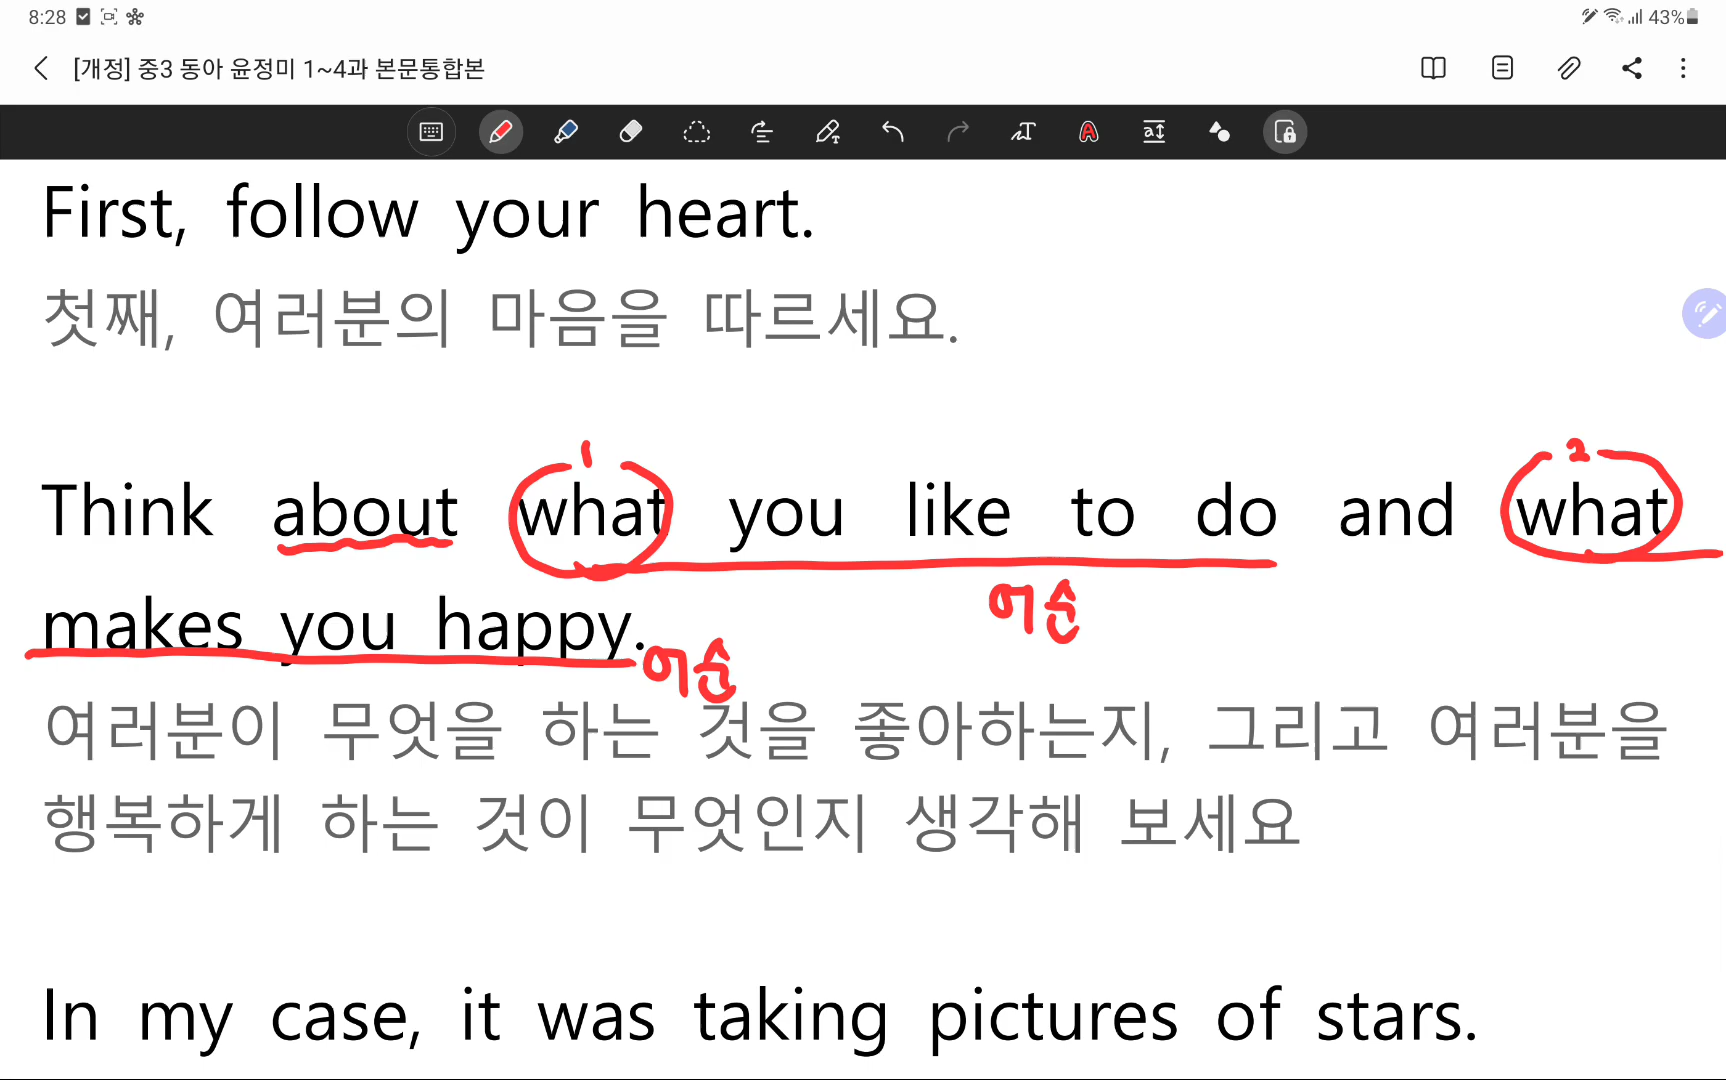 8:28 43%
[개정] 중3 동아 윤정미 1~4과 본문통합본
First, follow your heart.
첫째, 여러분의 마음을 따르세요.
1 2
Think about what you like to do and what
어순
makes you happy.
어순
여러분이 무엇을 하는 것을 좋아하는지, 그리고 여러분을
행복하게 하는 것이 무엇인지 생각해 보세요
In my case, it was taking pictures of stars.